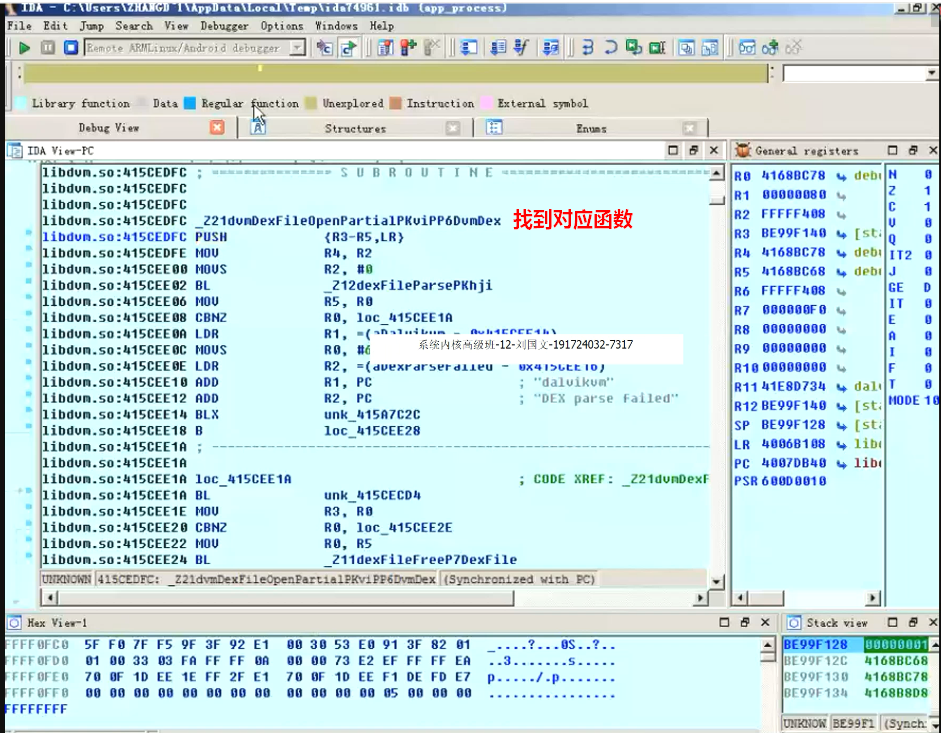 IDA - C:\Users\ZHANGD~1\AppData\Local\Temp\ida74961.idb (app_process)
File Edit Jump Search View Debugger Options Windows Help
Remote ARMLinux/Android debugger
Library function Data Regular function Unexplored Instruction External symbol
Debug View Structures Enums
IDA View-PC
libdvm.so:415CEDFC ; =============== S U B R O U T I N E =======================
libdvm.so:415CEDFC
libdvm.so:415CEDFC
libdvm.so:415CEDFC _Z21dvmDexFileOpenPartialPKviPP6DvmDex 找到对应函数
libdvm.so:415CEDFC PUSH {R3-R5,LR}
libdvm.so:415CEDFE MOV R4, R2
libdvm.so:415CEE00 MOVS R2, #0
libdvm.so:415CEE02 BL _Z12dexFileParsePKhji
libdvm.so:415CEE06 MOV R5, R0
libdvm.so:415CEE08 CBNZ R0, loc_415CEE1A
libdvm.so:415CEE0A LDR R1, =(aDalvikvm - 0x415CEE14)
系统内核高级班-12-刘国文-191724032-7317
libdvm.so:415CEE0C MOVS R0, #6
libdvm.so:415CEE0E LDR R2, =(aDexParseFailed - 0x415CEE16)
libdvm.so:415CEE10 ADD R1, PC ; "dalvikvm"
libdvm.so:415CEE12 ADD R2, PC ; "DEX parse failed"
libdvm.so:415CEE14 BLX unk_415A7C2C
libdvm.so:415CEE18 B loc_415CEE28
libdvm.so:415CEE1A ; ---------------------------------------------------------------
libdvm.so:415CEE1A
libdvm.so:415CEE1A loc_415CEE1A ; CODE XREF: _Z21dvmDexF
libdvm.so:415CEE1A BL unk_415CECD4
libdvm.so:415CEE1E MOV R3, R0
libdvm.so:415CEE20 CBNZ R0, loc_415CEE2E
libdvm.so:415CEE22 MOV R0, R5
libdvm.so:415CEE24 BL _Z11dexFileFreeP7DexFile
UNKNOWN 415CEDFC: _Z21dvmDexFileOpenPartialPKviPP6DvmDex (Synchronized with PC)
General registers
R0 4168BC78 debu
R1 00000080
R2 FFFFF408
R3 BE99F140 [sta
R4 4168BC78 debu
R5 4168BC68 debu
R6 FFFFF408
R7 000000F0
R8 00000000
R9 00000000
R10 00000000
R11 41E8D734 dal
R12 BE99F140 [sta
SP BE99F128 [sta
LR 4006B108 libc
PC 4007DB40 libc
PSR 600D0010
N 0
Z 1
C 1
V 0
Q 0
IT2 0
J 0
GE D
IT 0
E 0
A 0
I 0
F 0
T 0
MODE 10
Hex View-1
FFFF0FC0 5F F0 7F F5 9F 3F 92 E1 00 30 53 E0 91 3F 82 01 _....?...0S..?..
FFFF0FD0 01 00 33 03 FA FF FF 0A 00 00 73 E2 EF FF FF EA ..3.......s.....
FFFF0FE0 70 0F 1D EE 1E FF 2F E1 70 0F 1D EE F1 DE FD E7 p...../.p.......
FFFF0FF0 00 00 00 00 00 00 00 00 00 00 00 00 05 00 00 00 ................
FFFFFFFF
Stack view
BE99F128 00000001
BE99F12C 4168BC68
BE99F130 4168BC78
BE99F134 4168B8D8
UNKNOWN BE99F1 (Synch: